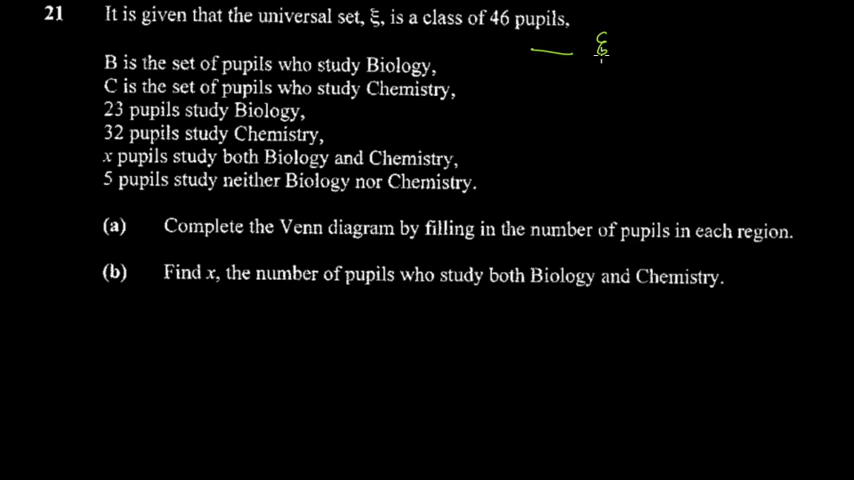 21 It is given that the universal set, ξ, is a class of 46 pupils,
B is the set of pupils who study Biology,
C is the set of pupils who study Chemistry,
23 pupils study Biology,
32 pupils study Chemistry,
x pupils study both Biology and Chemistry,
5 pupils study neither Biology nor Chemistry.
(a) Complete the Venn diagram by filling in the number of pupils in each region.
(b) Find x, the number of pupils who study both Biology and Chemistry.